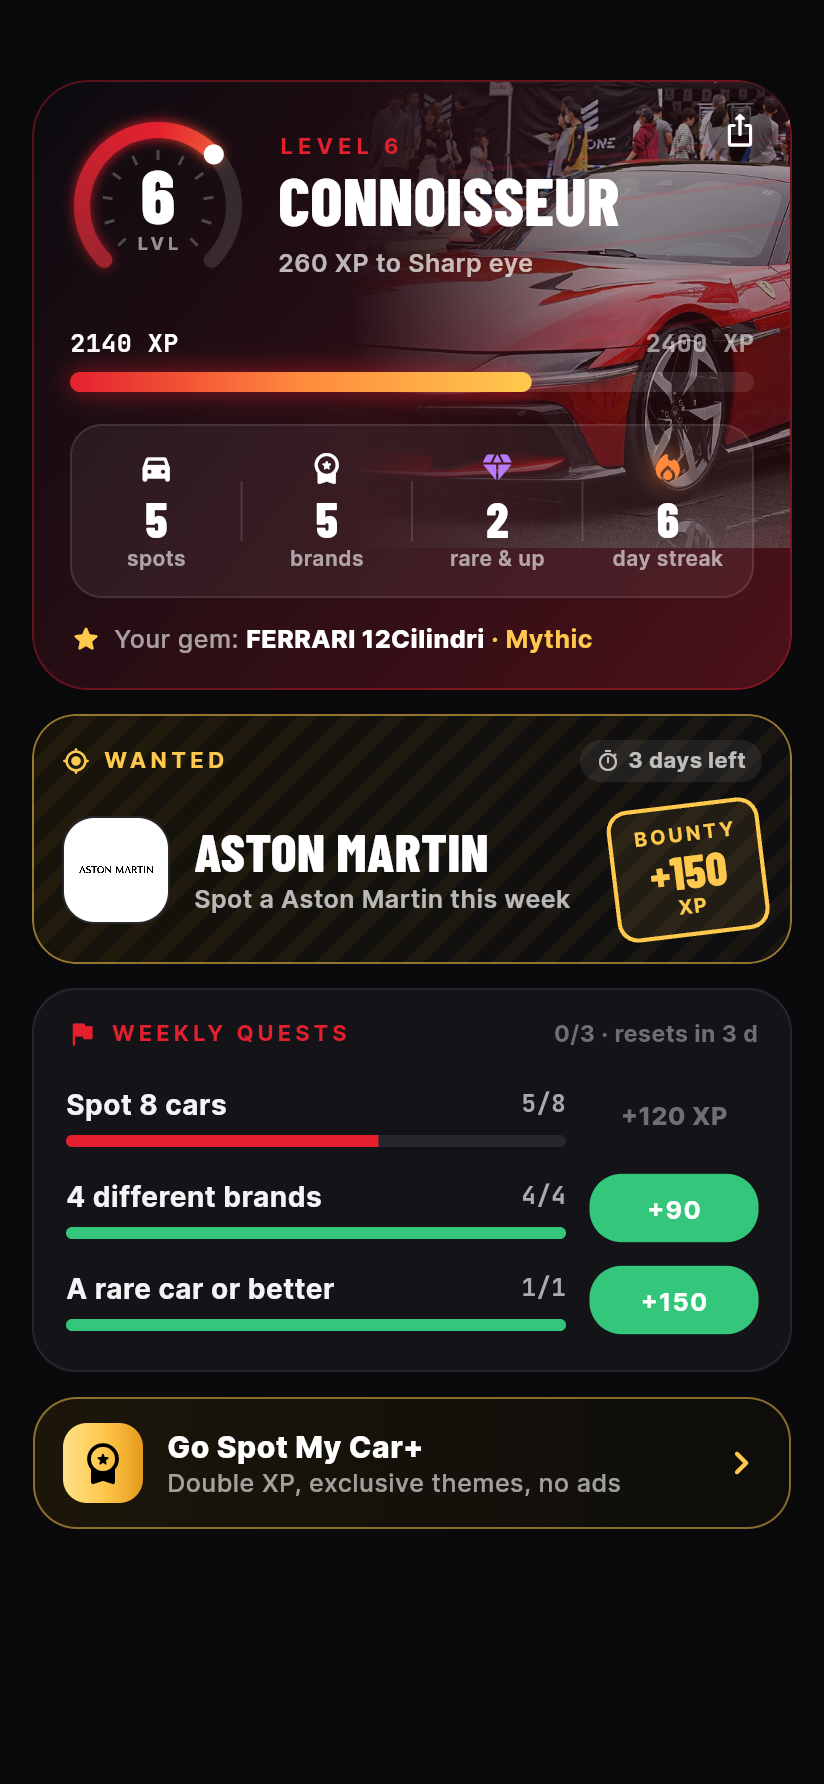 LEVEL 6
6
LVL
CONNOISSEUR
260 XP to Sharp eye
2140 XP
2400 XP
5
spots
5
brands
2
rare & up
6
day streak
Your gem: FERRARI 12Cilindri · Mythic
WANTED
3 days left
ASTON MARTIN
ASTON MARTIN
Spot a Aston Martin this week
BOUNTY
+150
XP
WEEKLY QUESTS
0/3 · resets in 3 d
Spot 8 cars
5/8
+120 XP
4 different brands
4/4
+90
A rare car or better
1/1
+150
Go Spot My Car+
Double XP, exclusive themes, no ads